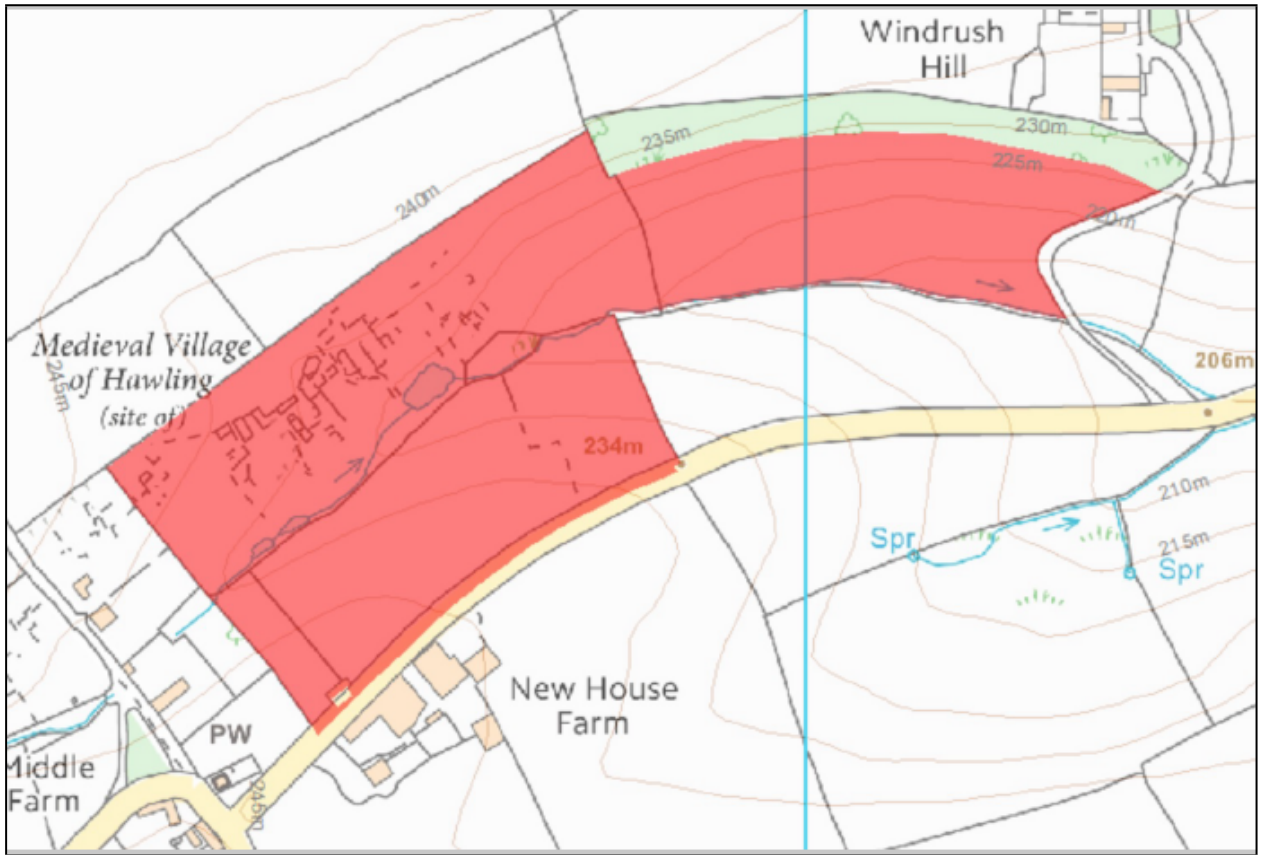 Windrush
Hill
235m
230m
225m
220m
240m
Medieval Village
of Hawling
(site of)
245m
206m
234m
210m
215m
Spr
Spr
New House
Farm
PW
Middle
Farm
245m